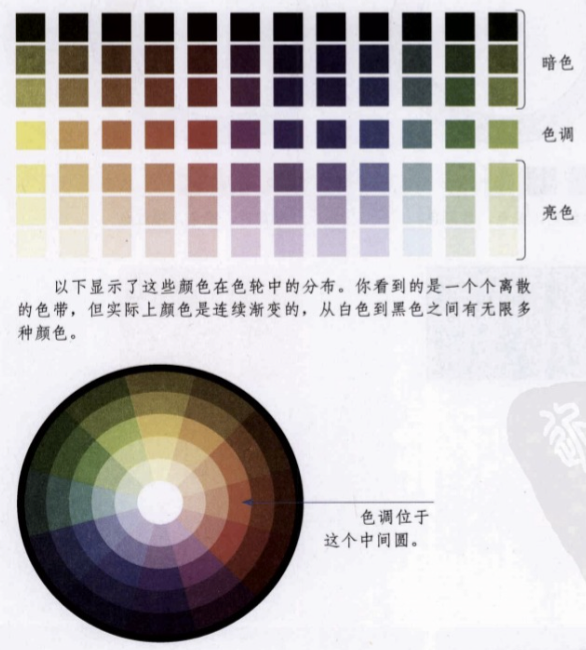 暗色
色调
亮色
以下显示了这些颜色在色轮中的分布。你看到的是一个个离散
的色带，但实际上颜色是连续渐变的，从白色到黑色之间有无限多
种颜色。
色调位于
这个中间圆。